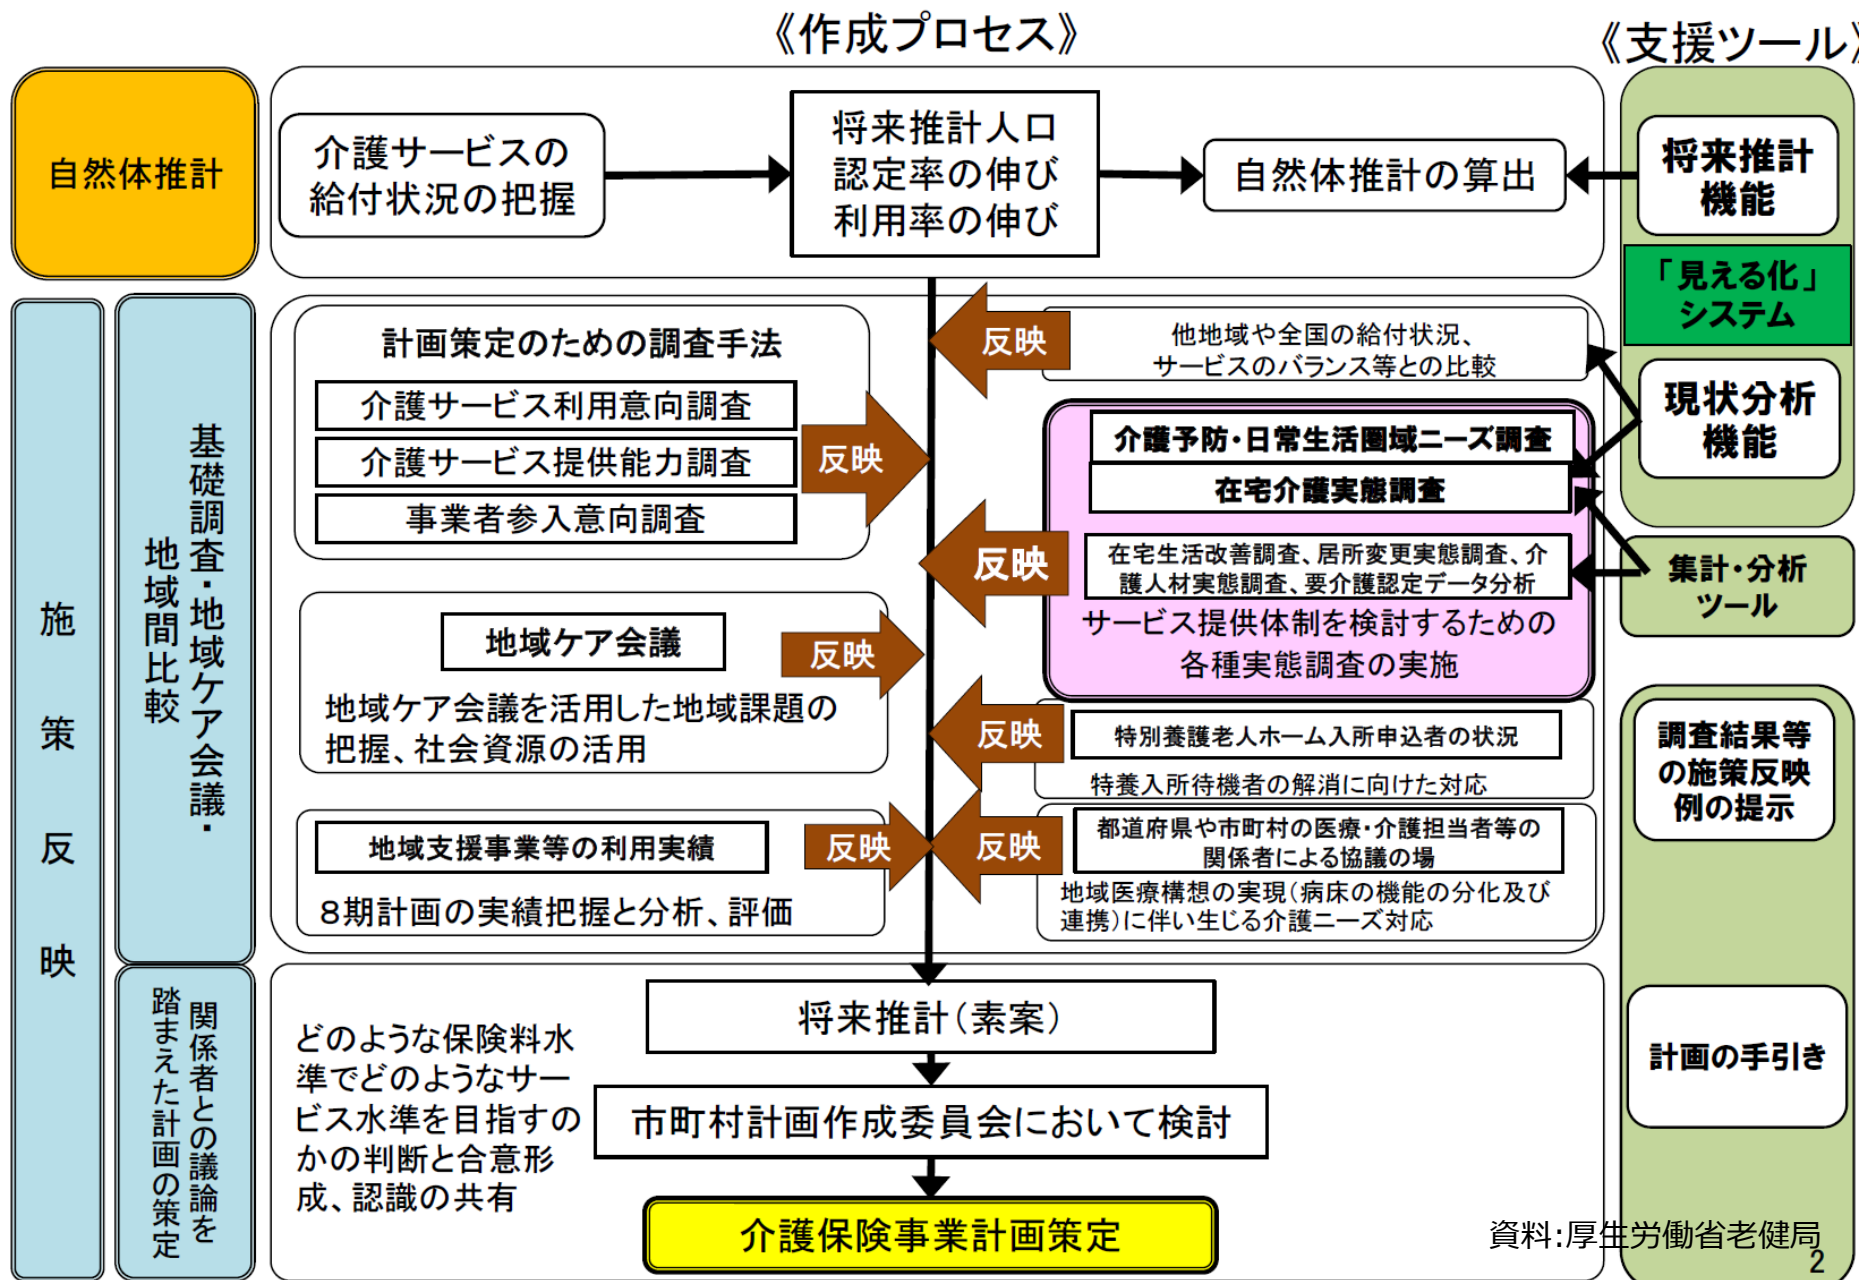 《作成プロセス》
《支援ツール》
自然体推計
介護サービスの
給付状況の把握
将来推計人口
認定率の伸び
利用率の伸び
自然体推計の算出
将来推計
機能
「見える化」
システム
現状分析
機能
集計・分析
ツール
調査結果等
の施策反映
例の提示
計画の手引き
施策反映
基礎調査・地域ケア会議・
地域間比較
計画策定のための調査手法
介護サービス利用意向調査
介護サービス提供能力調査
事業者参入意向調査
反映
反映
他地域や全国の給付状況、
サービスのバランス等との比較
介護予防・日常生活圏域ニーズ調査
在宅介護実態調査
反映
在宅生活改善調査、居所変更実態調査、介
護人材実態調査、要介護認定データ分析
サービス提供体制を検討するための
各種実態調査の実施
地域ケア会議
反映
地域ケア会議を活用した地域課題の
把握、社会資源の活用
反映
特別養護老人ホーム入所申込者の状況
特養入所待機者の解消に向けた対応
地域支援事業等の利用実績
反映
8期計画の実績把握と分析、評価
反映
都道府県や市町村の医療・介護担当者等の
関係者による協議の場
地域医療構想の実現（病床の機能の分化及び
連携）に伴い生じる介護ニーズ対応
関係者との議論を
踏まえた計画の策定
どのような保険料水
準でどのようなサー
ビス水準を目指すの
かの判断と合意形
成、認識の共有
将来推計（素案）
市町村計画作成委員会において検討
介護保険事業計画策定
資料:厚生労働省老健局
2